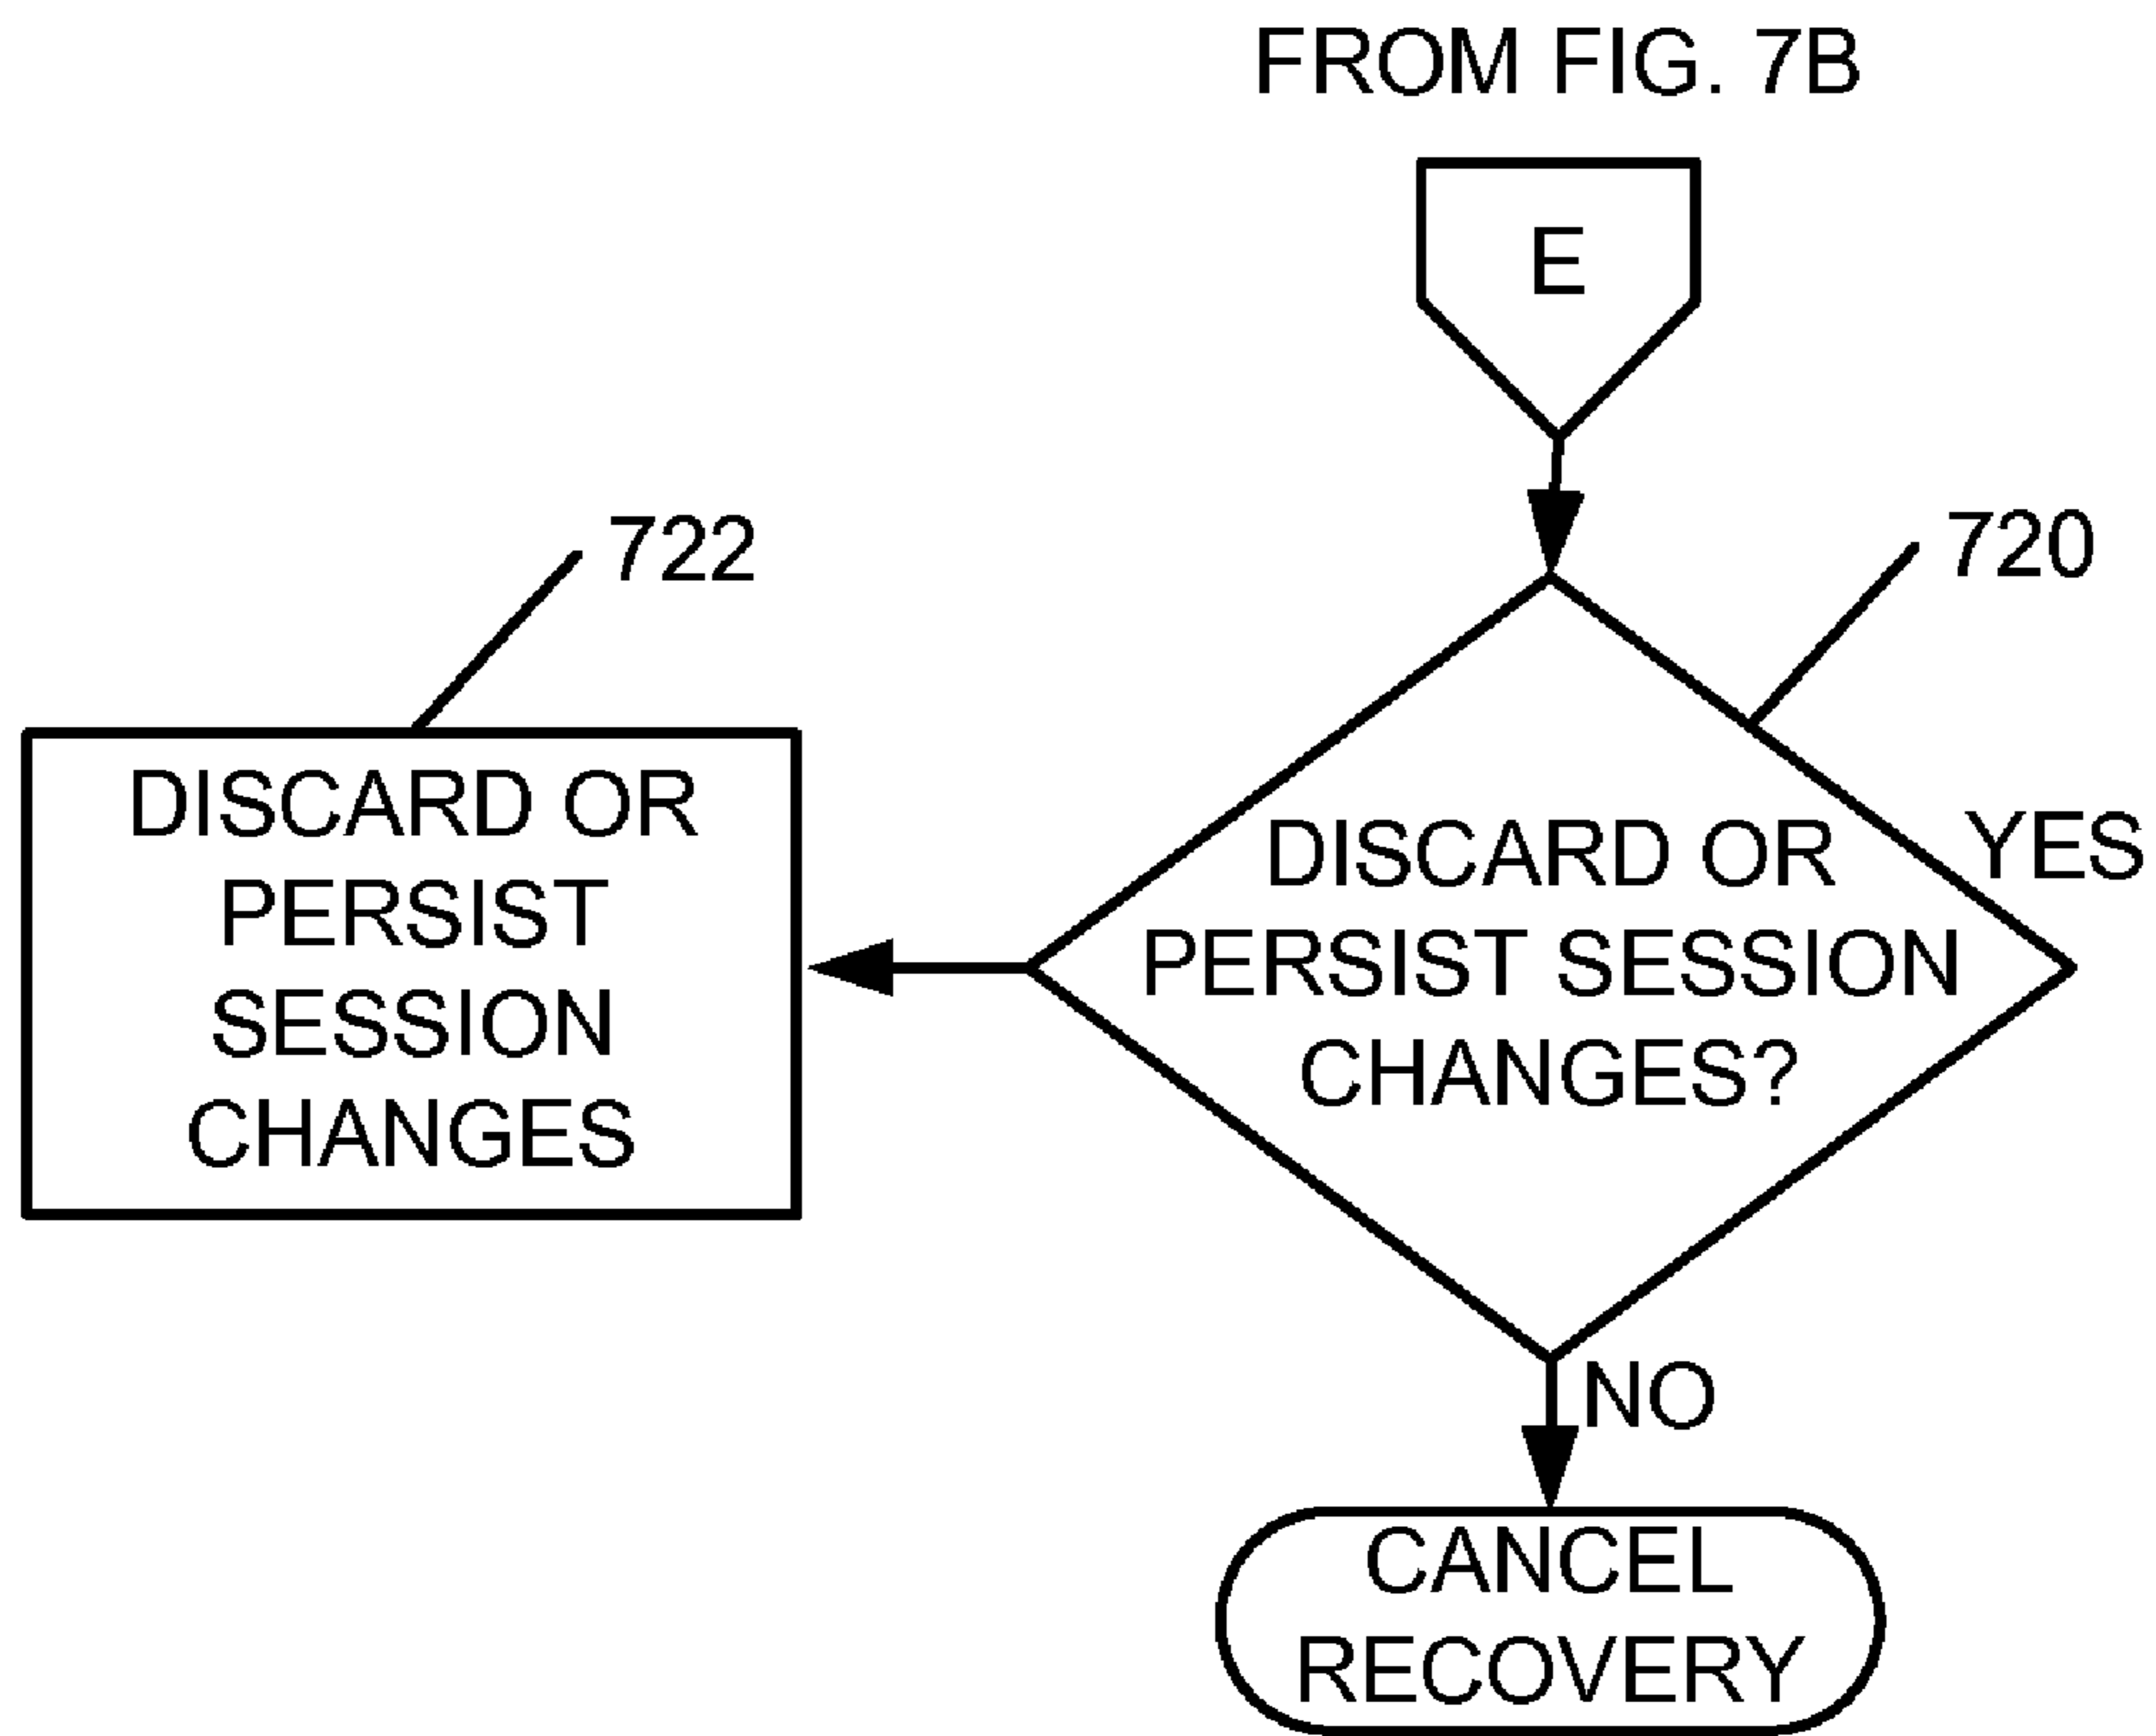 FROM FIG. 7B
E
722
720
DISCARD OR
PERSIST
SESSION
CHANGES
DISCARD OR
PERSIST SESSION
CHANGES?
YES
NO
CANCEL
RECOVERY